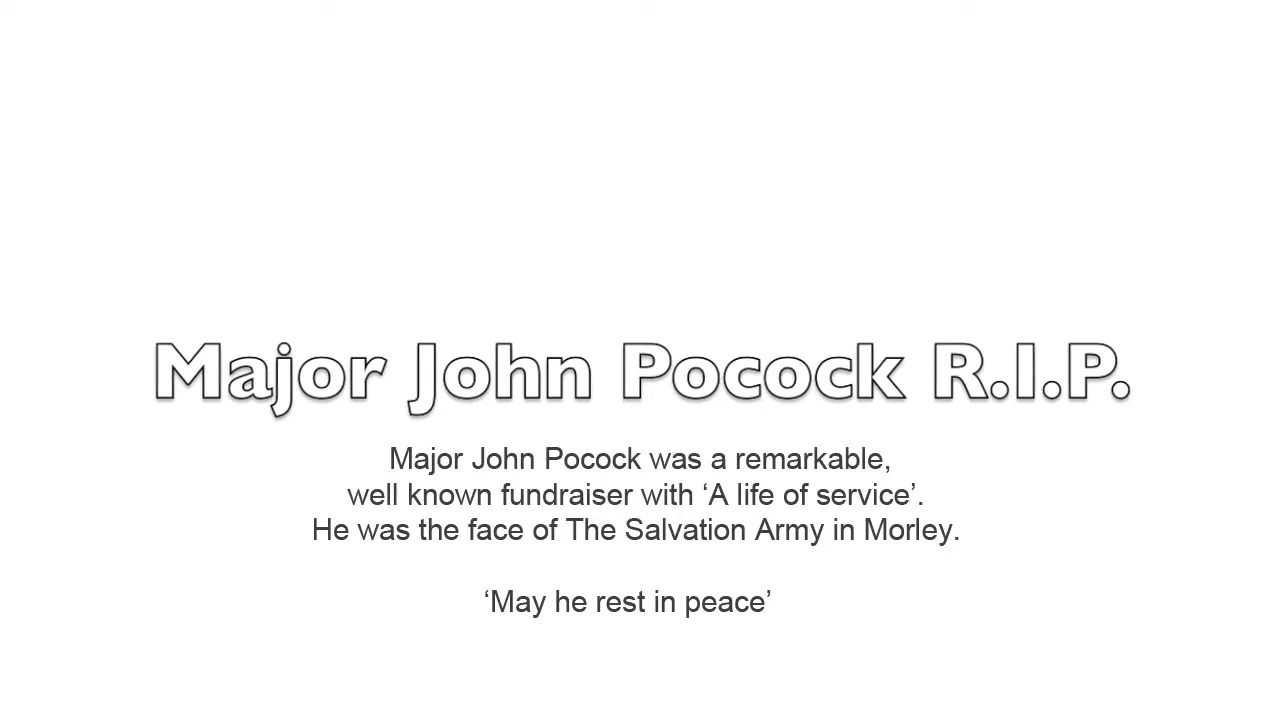 Major John Pocock R.I.P.
Major John Pocock was a remarkable,
well known fundraiser with ‘A life of service’.
He was the face of The Salvation Army in Morley.
‘May he rest in peace’